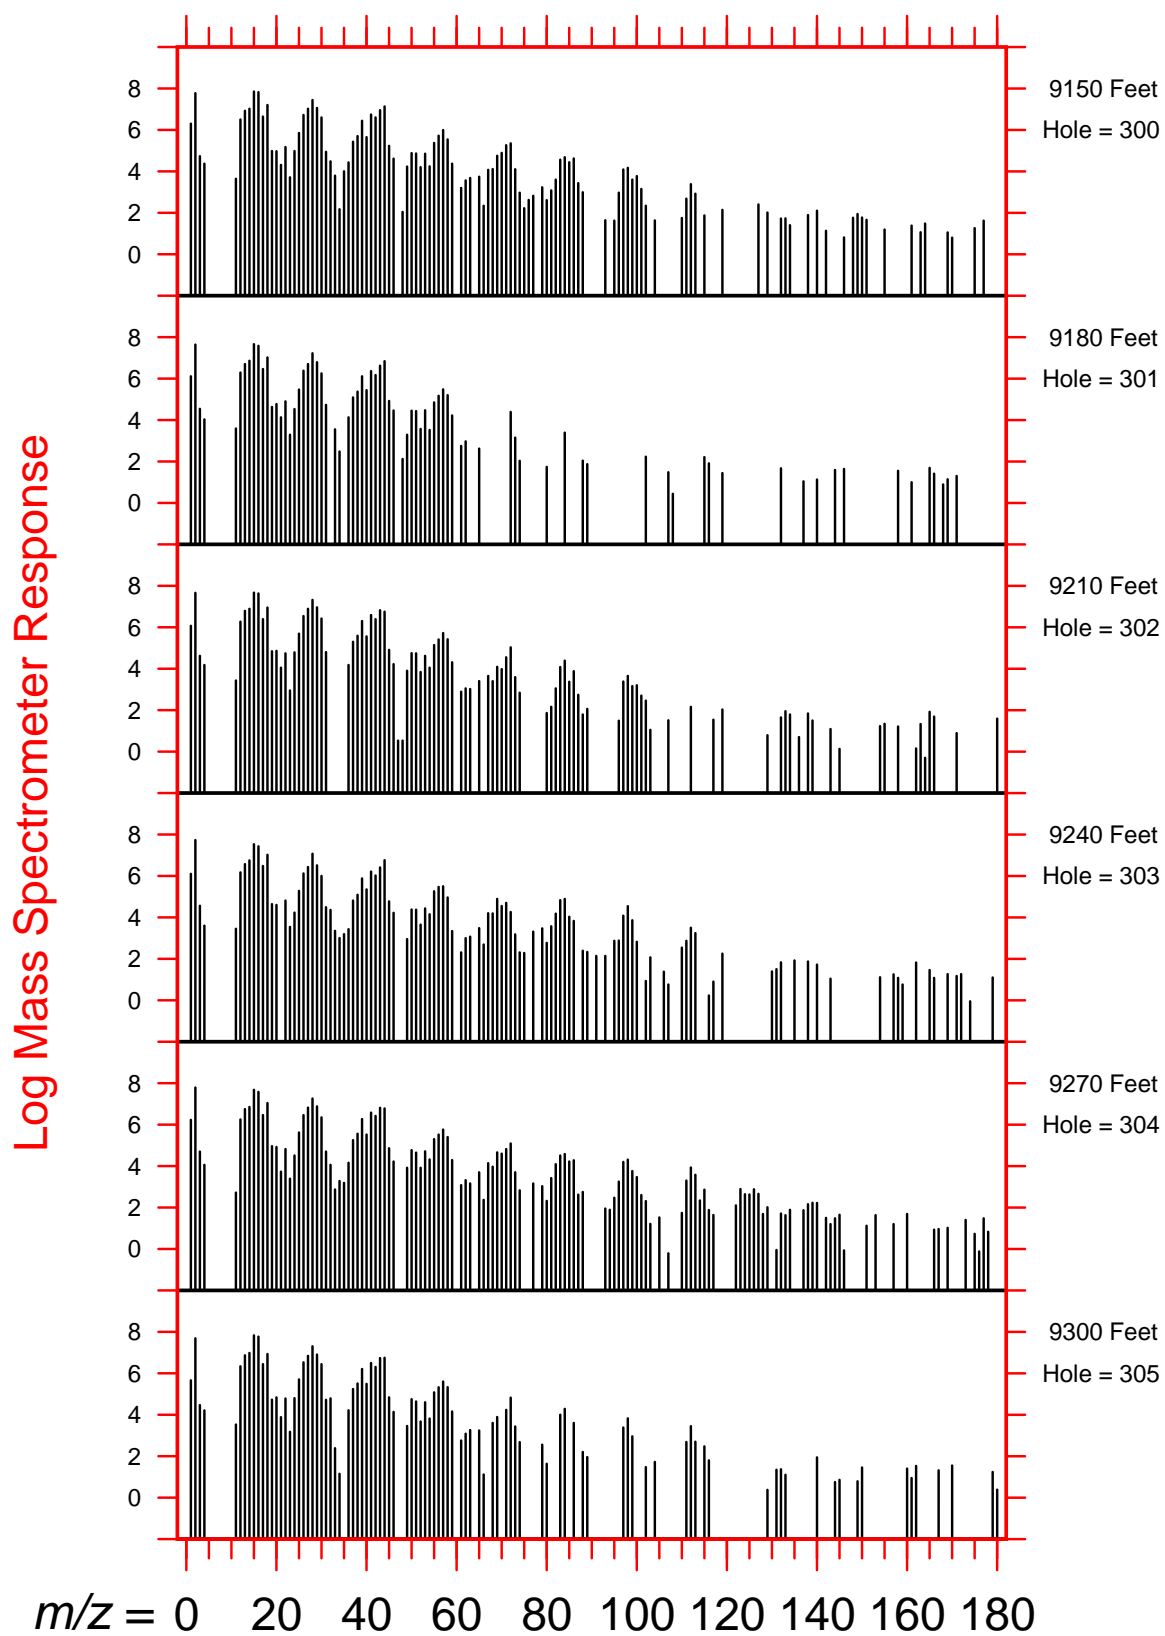 Log Mass Spectrometer Response
8
6
4
2
0
9150 Feet
Hole = 300
8
6
4
2
0
9180 Feet
Hole = 301
8
6
4
2
0
9210 Feet
Hole = 302
8
6
4
2
0
9240 Feet
Hole = 303
8
6
4
2
0
9270 Feet
Hole = 304
8
6
4
2
0
9300 Feet
Hole = 305
m/z = 0 20 40 60 80 100 120 140 160 180